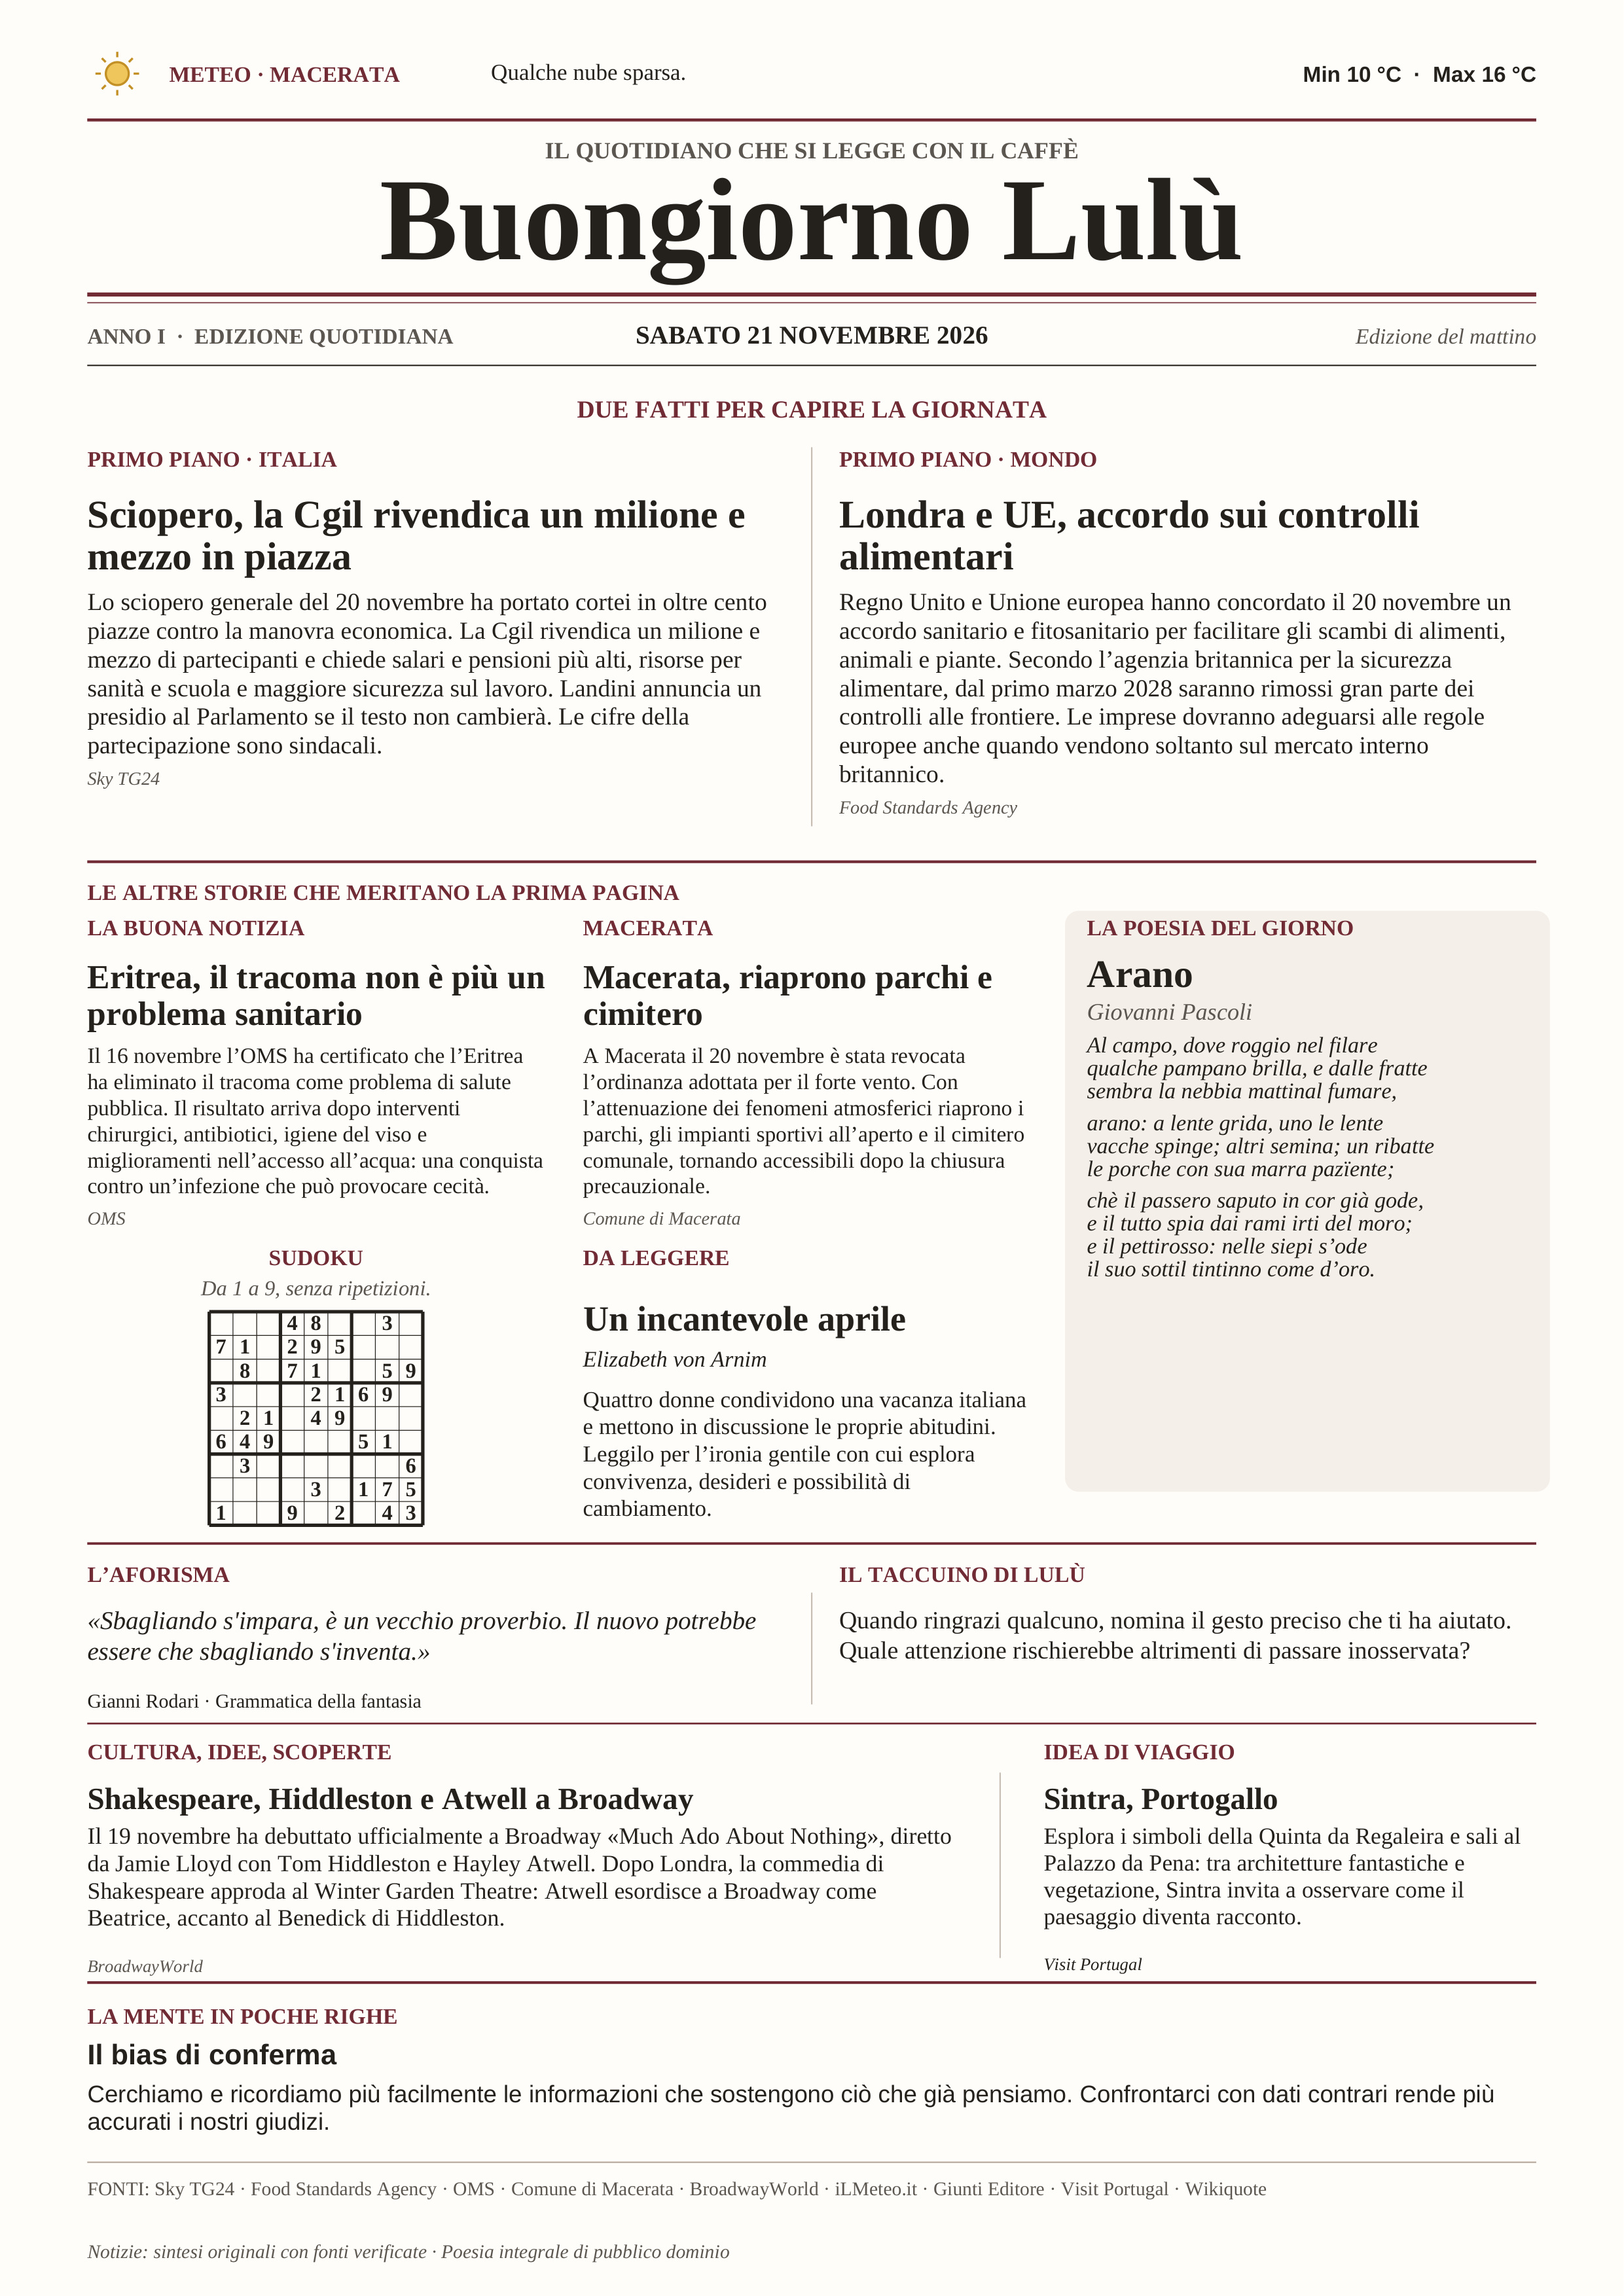 METEO · MACERATA
Qualche nube sparsa.
Min 10 °C · Max 16 °C
IL QUOTIDIANO CHE SI LEGGE CON IL CAFFÈ
Buongiorno Lulù
ANNO I · EDIZIONE QUOTIDIANA
SABATO 21 NOVEMBRE 2026
Edizione del mattino
DUE FATTI PER CAPIRE LA GIORNATA
PRIMO PIANO · ITALIA
Sciopero, la Cgil rivendica un milione e
mezzo in piazza
Lo sciopero generale del 20 novembre ha portato cortei in oltre cento
piazze contro la manovra economica. La Cgil rivendica un milione e
mezzo di partecipanti e chiede salari e pensioni più alti, risorse per
sanità e scuola e maggiore sicurezza sul lavoro. Landini annuncia un
presidio al Parlamento se il testo non cambierà. Le cifre della
partecipazione sono sindacali.
Sky TG24
PRIMO PIANO · MONDO
Londra e UE, accordo sui controlli
alimentari
Regno Unito e Unione europea hanno concordato il 20 novembre un
accordo sanitario e fitosanitario per facilitare gli scambi di alimenti,
animali e piante. Secondo l’agenzia britannica per la sicurezza
alimentare, dal primo marzo 2028 saranno rimossi gran parte dei
controlli alle frontiere. Le imprese dovranno adeguarsi alle regole
europee anche quando vendono soltanto sul mercato interno
britannico.
Food Standards Agency
LE ALTRE STORIE CHE MERITANO LA PRIMA PAGINA
LA BUONA NOTIZIA
Eritrea, il tracoma non è più un
problema sanitario
Il 16 novembre l’OMS ha certificato che l’Eritrea
ha eliminato il tracoma come problema di salute
pubblica. Il risultato arriva dopo interventi
chirurgici, antibiotici, igiene del viso e
miglioramenti nell’accesso all’acqua: una conquista
contro un’infezione che può provocare cecità.
OMS
MACERATA
Macerata, riaprono parchi e
cimitero
A Macerata il 20 novembre è stata revocata
l’ordinanza adottata per il forte vento. Con
l’attenuazione dei fenomeni atmosferici riaprono i
parchi, gli impianti sportivi all’aperto e il cimitero
comunale, tornando accessibili dopo la chiusura
precauzionale.
Comune di Macerata
LA POESIA DEL GIORNO
Arano
Giovanni Pascoli
Al campo, dove roggio nel filare
qualche pampano brilla, e dalle fratte
sembra la nebbia mattinal fumare,
arano: a lente grida, uno le lente
vacche spinge; altri semina; un ribatte
le porche con sua marra pazïente;
chè il passero saputo in cor già gode,
e il tutto spia dai rami irti del moro;
e il pettirosso: nelle siepi s’ode
il suo sottil tintinno come d’oro.
SUDOKU
Da 1 a 9, senza ripetizioni.
4 8 3
7 1 2 9 5
8 7 1 5 9
3 2 1 6 9
2 1 4 9
6 4 9 5 1
3 6
3 1 7 5
1 9 2 4 3
DA LEGGERE
Un incantevole aprile
Elizabeth von Arnim
Quattro donne condividono una vacanza italiana
e mettono in discussione le proprie abitudini.
Leggilo per l’ironia gentile con cui esplora
convivenza, desideri e possibilità di
cambiamento.
L’AFORISMA
«Sbagliando s'impara, è un vecchio proverbio. Il nuovo potrebbe
essere che sbagliando s'inventa.»
Gianni Rodari · Grammatica della fantasia
IL TACCUINO DI LULÙ
Quando ringrazi qualcuno, nomina il gesto preciso che ti ha aiutato.
Quale attenzione rischierebbe altrimenti di passare inosservata?
CULTURA, IDEE, SCOPERTE
Shakespeare, Hiddleston e Atwell a Broadway
Il 19 novembre ha debuttato ufficialmente a Broadway «Much Ado About Nothing», diretto
da Jamie Lloyd con Tom Hiddleston e Hayley Atwell. Dopo Londra, la commedia di
Shakespeare approda al Winter Garden Theatre: Atwell esordisce a Broadway come
Beatrice, accanto al Benedick di Hiddleston.
BroadwayWorld
IDEA DI VIAGGIO
Sintra, Portogallo
Esplora i simboli della Quinta da Regaleira e sali al
Palazzo da Pena: tra architetture fantastiche e
vegetazione, Sintra invita a osservare come il
paesaggio diventa racconto.
Visit Portugal
LA MENTE IN POCHE RIGHE
Il bias di conferma
Cerchiamo e ricordiamo più facilmente le informazioni che sostengono ciò che già pensiamo. Confrontarci con dati contrari rende più
accurati i nostri giudizi.
FONTI: Sky TG24 · Food Standards Agency · OMS · Comune di Macerata · BroadwayWorld · iLMeteo.it · Giunti Editore · Visit Portugal · Wikiquote
Notizie: sintesi originali con fonti verificate · Poesia integrale di pubblico dominio